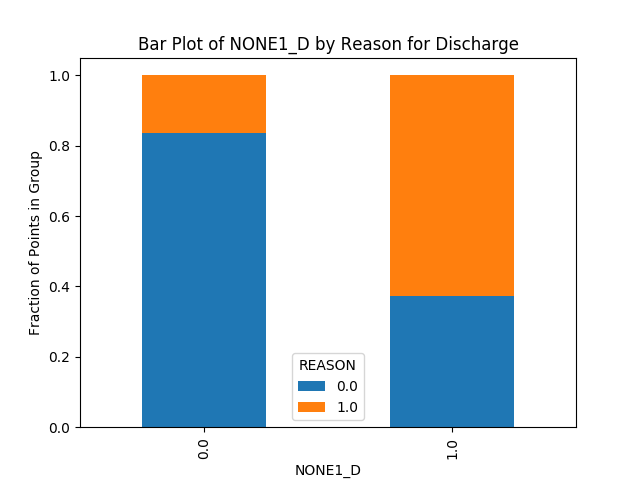 Bar Plot of NONE1_D by Reason for Discharge
Fraction of Points in Group
1.0
0.8
0.6
0.4
0.2
0.0
REASON
0.0
1.0
0.0
1.0
NONE1_D